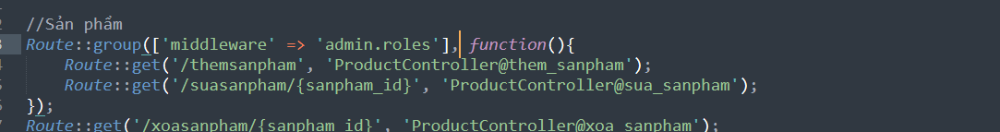 //Sản phẩm
Route::group(['middleware' => 'admin.roles'], function(){
Route::get('/themsanpham', 'ProductController@them_sanpham');
Route::get('/suasanpham/{sanpham_id}', 'ProductController@sua_sanpham');
});
Route::get('/xoasanpham/{sanpham_id}', 'ProductController@xoa_sanpham');